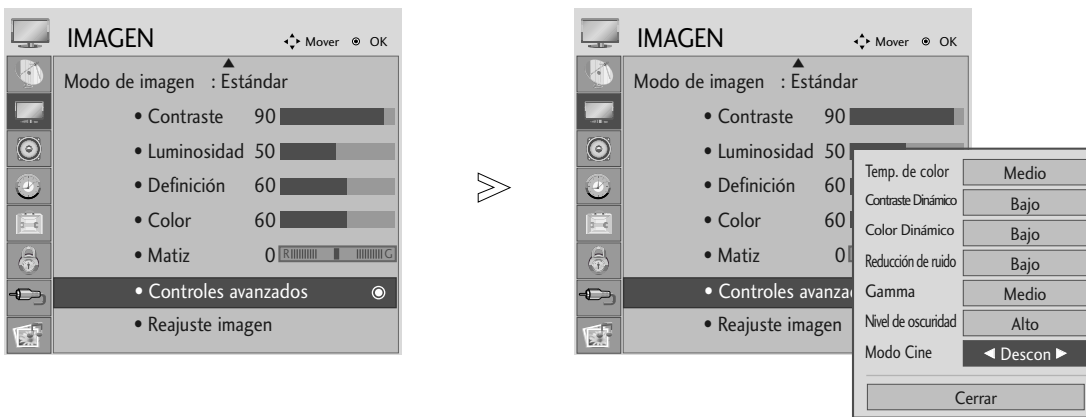 IMAGEN Mover OK
Modo de imagen : Estándar
• Contraste 90
• Luminosidad 50
• Definición 60
• Color 60
• Matiz 0 R G
• Controles avanzados
• Reajuste imagen
IMAGEN Mover OK
Modo de imagen : Estándar
• Contraste 90
• Luminosidad 50
• Definición 60
• Color 60
• Matiz 0
• Controles avanza
• Reajuste imagen
Temp. de color Medio
Contraste Dinámico Bajo
Color Dinámico Bajo
Reducción de ruido Bajo
Gamma Medio
Nivel de oscuridad Alto
Modo Cine ◄ Descon ►
Cerrar